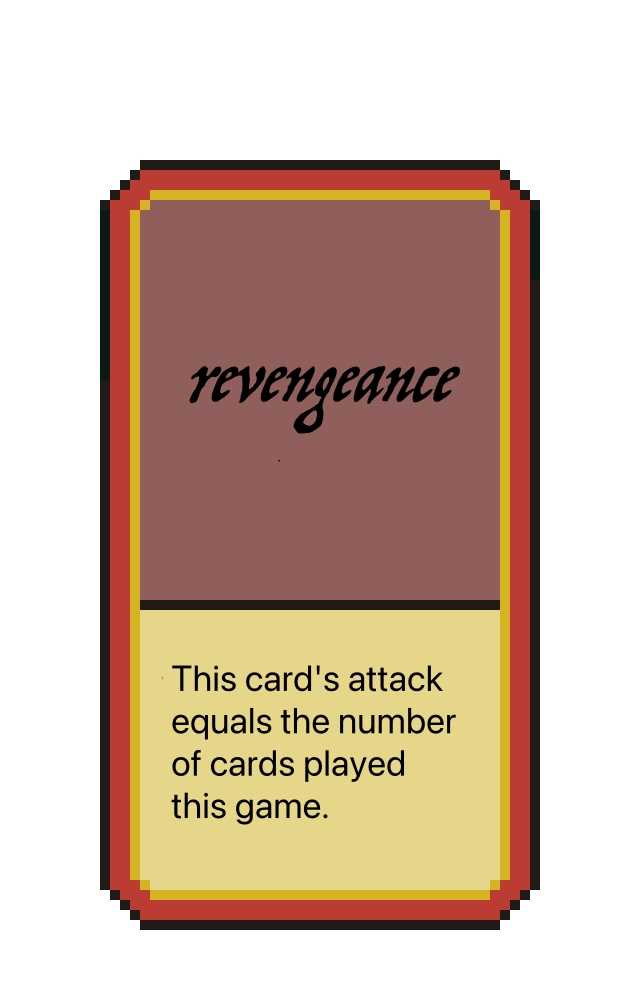 revengeance
This card's attack
equals the number
of cards played
this game.